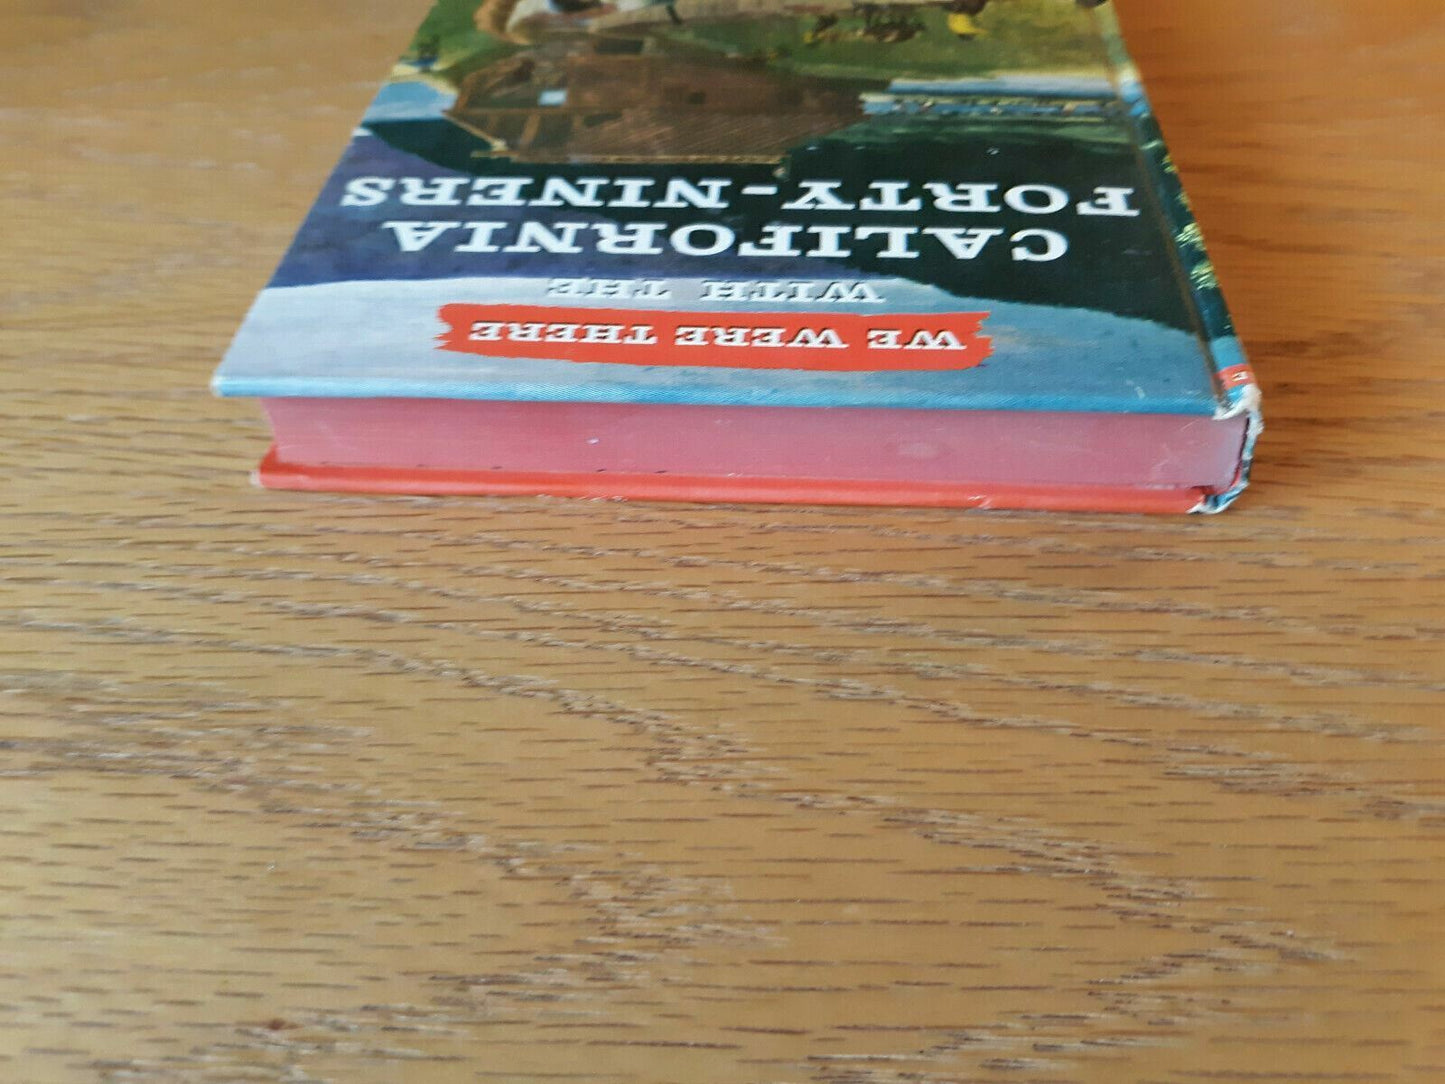 WE WERE THERE
WITH THE
CALIFORNIA
FORTY-NINERS